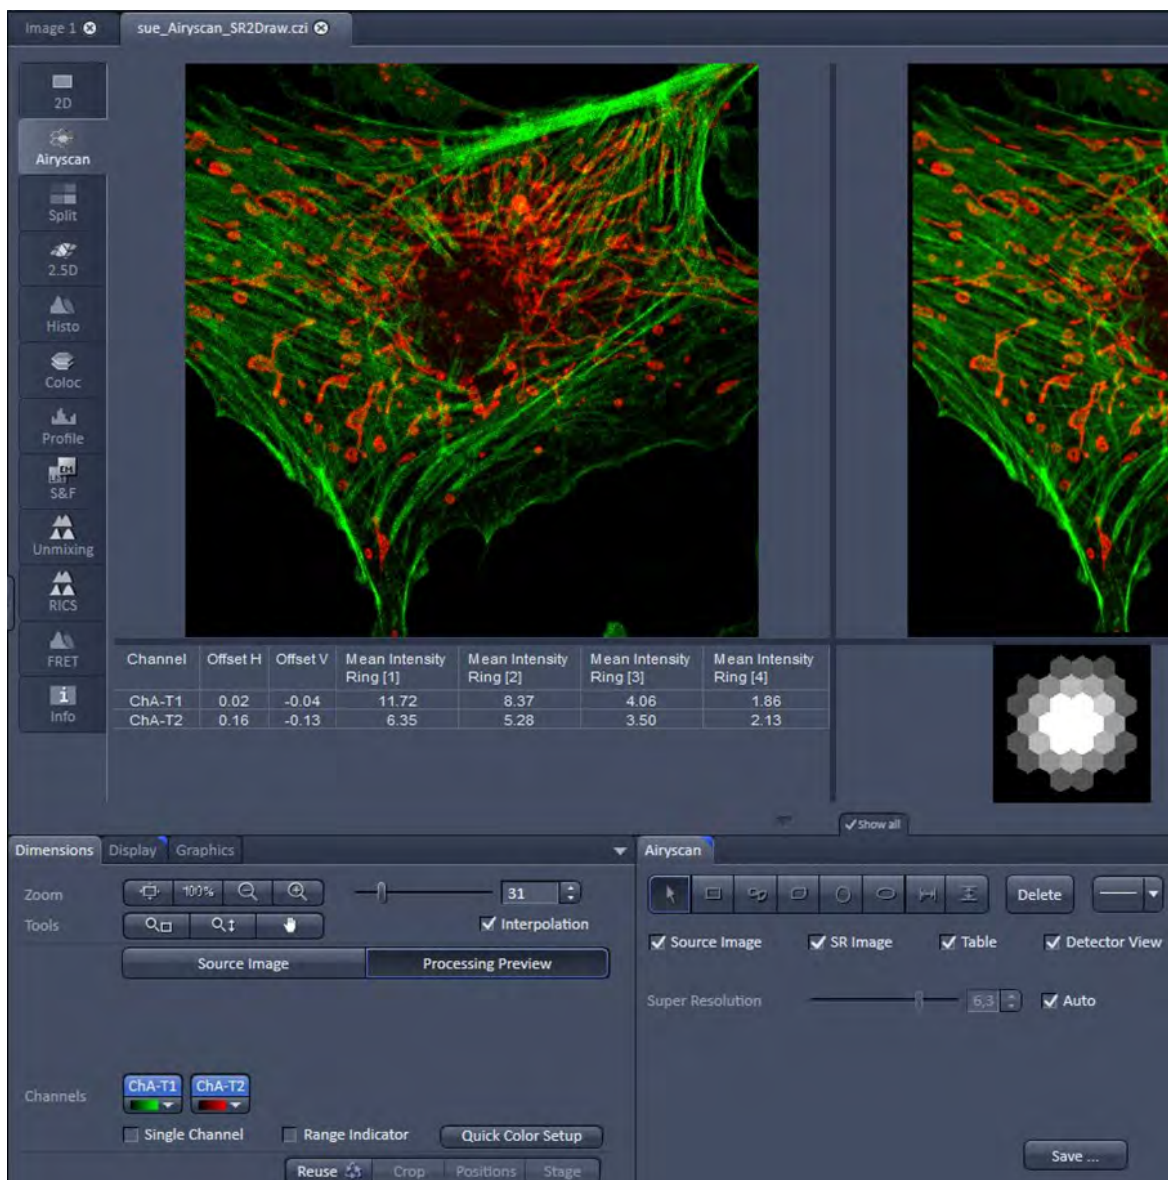 Image 1
sue_Airyscan_SR2Draw.czi
2D
Airyscan
Split
2.5D
Histo
Coloc
Profile
S&F
Unmixing
RICS
FRET
Info
Channel Offset H Offset V Mean Intensity Ring [1] Mean Intensity Ring [2] Mean Intensity Ring [3] Mean Intensity Ring [4]
ChA-T1 0.02 -0.04 11.72 8.37 4.06 1.86
ChA-T2 0.16 -0.13 6.35 5.28 3.50 2.13
Show all
Dimensions Display Graphics
Zoom 100% 31
Tools Interpolation
Source Image Processing Preview
Channels ChA-T1 ChA-T2
Single Channel Range Indicator Quick Color Setup
Reuse Crop Positions Stage
Airyscan
Delete
Source Image SR Image Table Detector View
Super Resolution 6,3 Auto
Save ...